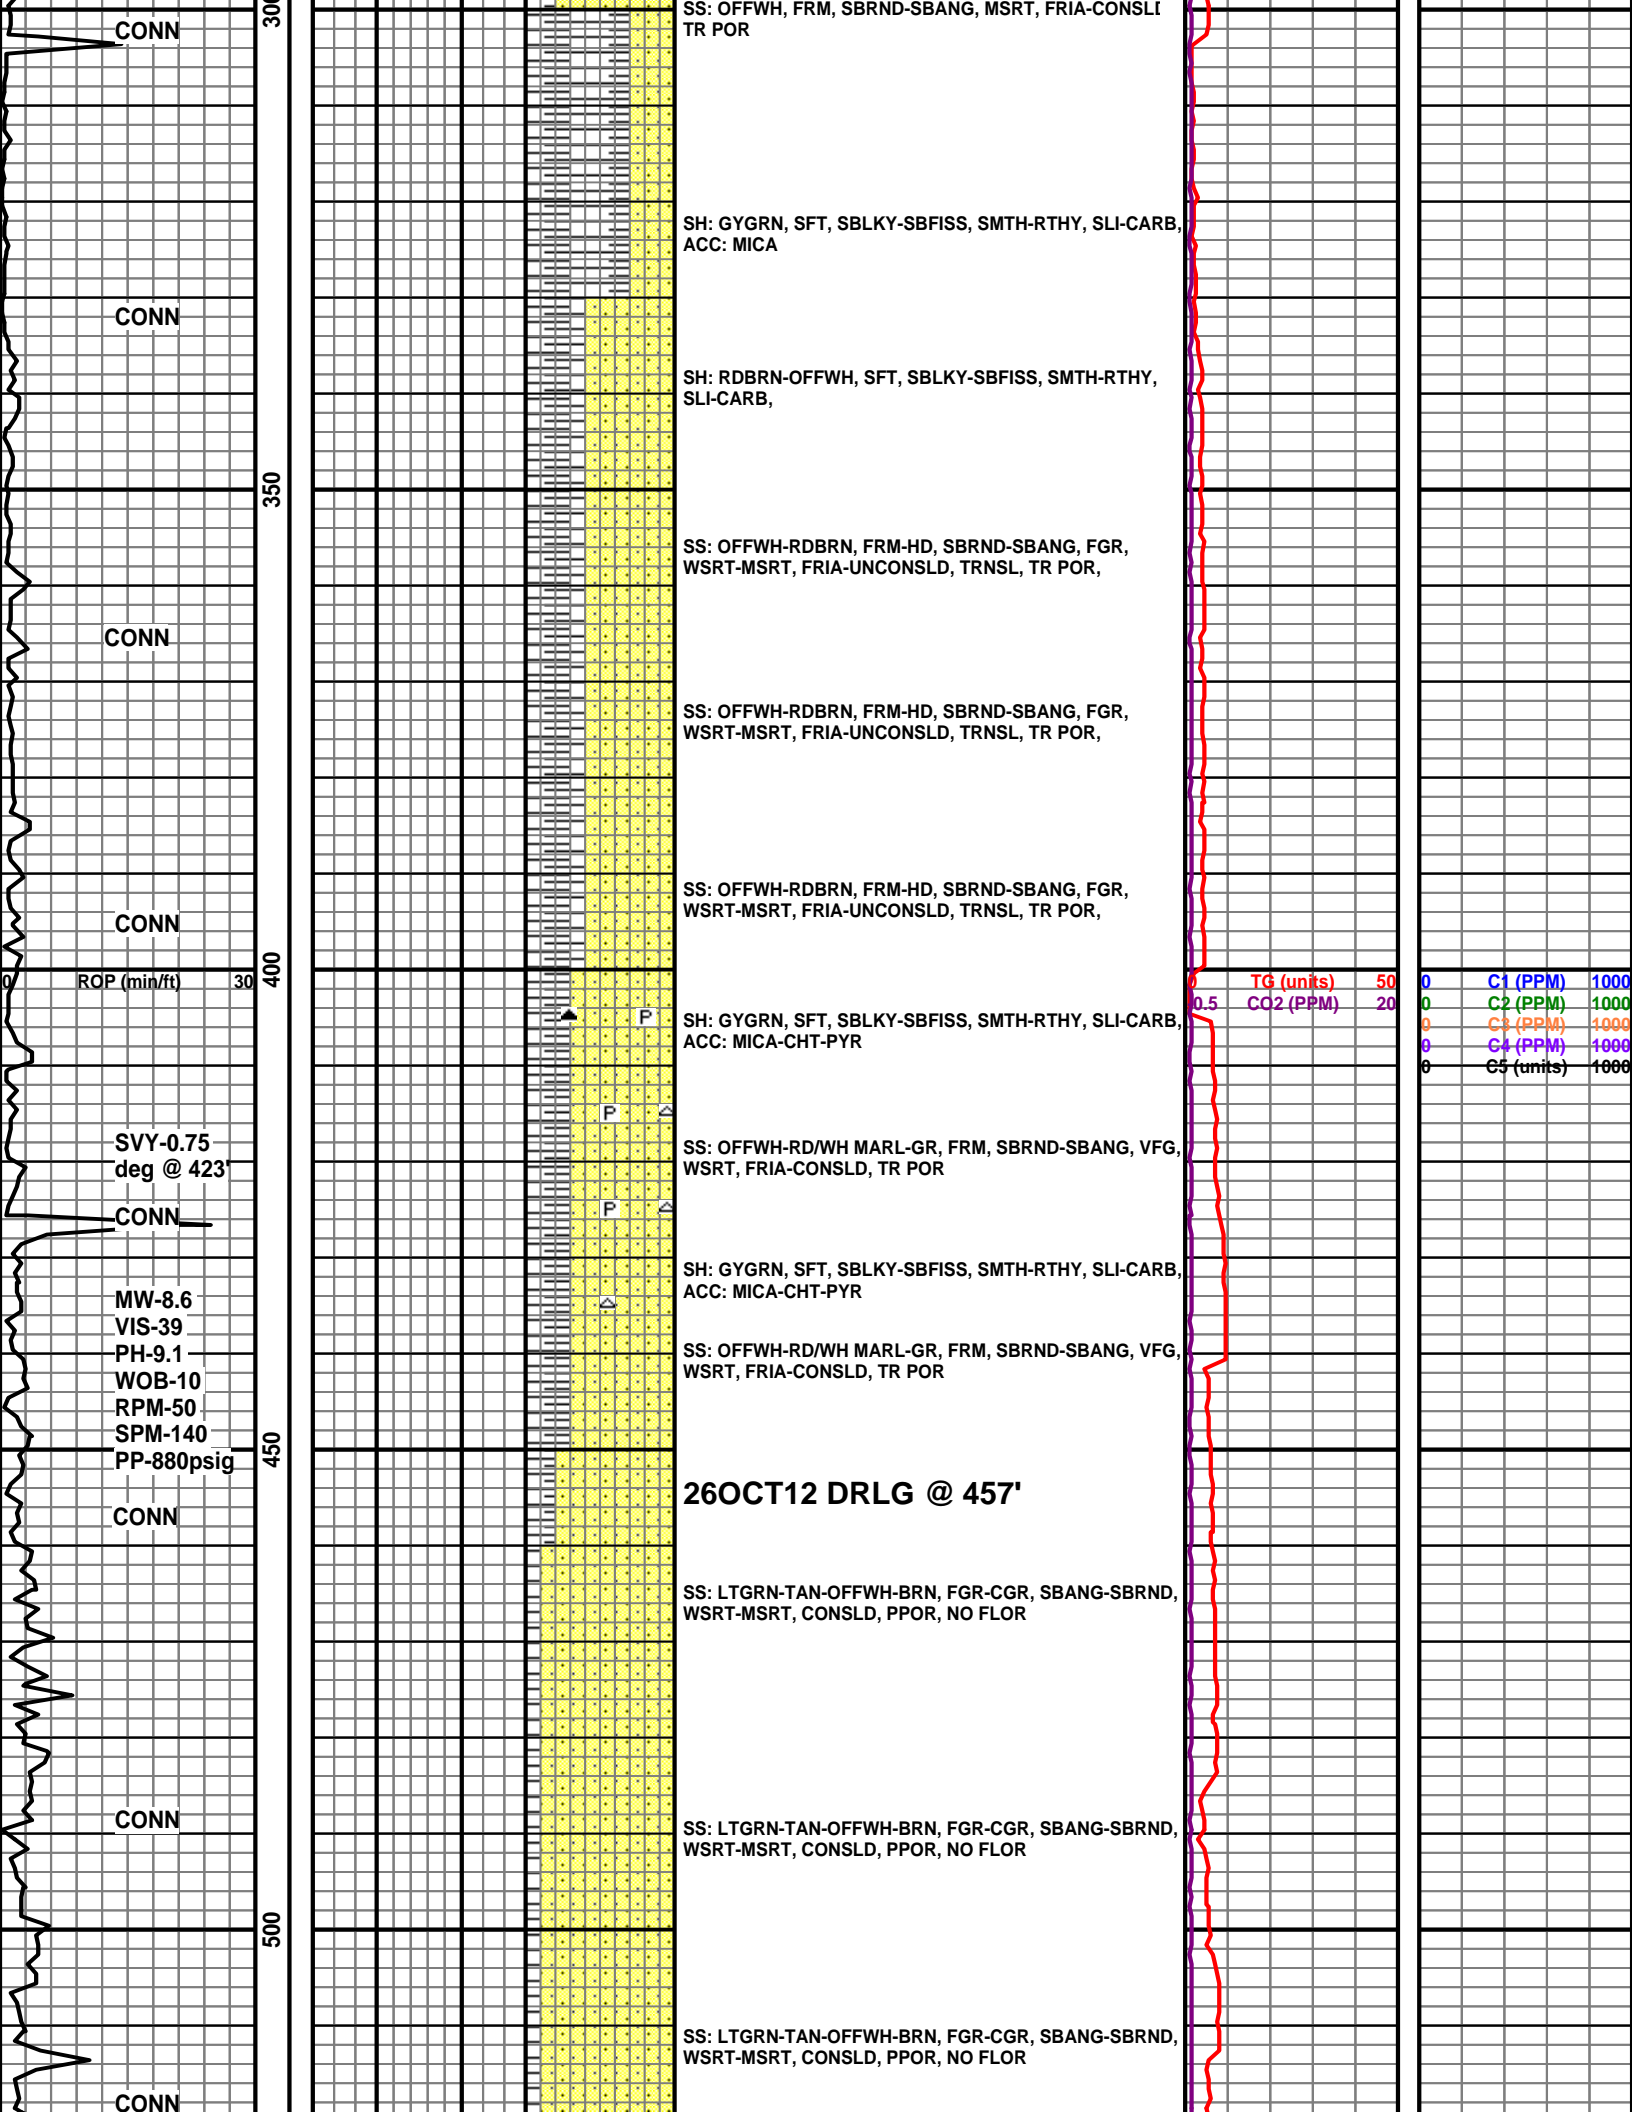 300
SS: OFFWH, FRM, SBRND-SBANG, MSRT, FRIA-CONSLD
TR POR
CONN
SH: GYGRN, SFT, SBLKY-SBFISS, SMTH-RTHY, SLI-CARB,
ACC: MICA
CONN
SH: RDBRN-OFFWH, SFT, SBLKY-SBFISS, SMTH-RTHY,
SLI-CARB,
350
SS: OFFWH-RDBRN, FRM-HD, SBRND-SBANG, FGR,
WSRT-MSRT, FRIA-UNCONSLD, TRNSL, TR POR,
CONN
SS: OFFWH-RDBRN, FRM-HD, SBRND-SBANG, FGR,
WSRT-MSRT, FRIA-UNCONSLD, TRNSL, TR POR,
SS: OFFWH-RDBRN, FRM-HD, SBRND-SBANG, FGR,
WSRT-MSRT, FRIA-UNCONSLD, TRNSL, TR POR,
CONN
400
0 ROP (min/ft) 30
0 TG (units) 50
0.5 CO2 (PPM) 20
0 C1 (PPM) 1000
0 C2 (PPM) 1000
0 C3 (PPM) 1000
0 C4 (PPM) 1000
0 C5 (units) 1000
P
SH: GYGRN, SFT, SBLKY-SBFISS, SMTH-RTHY, SLI-CARB,
ACC: MICA-CHT-PYR
P
SVY-0.75
deg @ 423'
SS: OFFWH-RD/WH MARL-GR, FRM, SBRND-SBANG, VFG,
WSRT, FRIA-CONSLD, TR POR
P
CONN
SH: GYGRN, SFT, SBLKY-SBFISS, SMTH-RTHY, SLI-CARB,
ACC: MICA-CHT-PYR
MW-8.6
VIS-39
PH-9.1
WOB-10
RPM-50
SPM-140
PP-880psig
SS: OFFWH-RD/WH MARL-GR, FRM, SBRND-SBANG, VFG,
WSRT, FRIA-CONSLD, TR POR
450
26OCT12 DRLG @ 457'
CONN
SS: LTGRN-TAN-OFFWH-BRN, FGR-CGR, SBANG-SBRND,
WSRT-MSRT, CONSLD, PPOR, NO FLOR
CONN
SS: LTGRN-TAN-OFFWH-BRN, FGR-CGR, SBANG-SBRND,
WSRT-MSRT, CONSLD, PPOR, NO FLOR
500
SS: LTGRN-TAN-OFFWH-BRN, FGR-CGR, SBANG-SBRND,
WSRT-MSRT, CONSLD, PPOR, NO FLOR
CONN